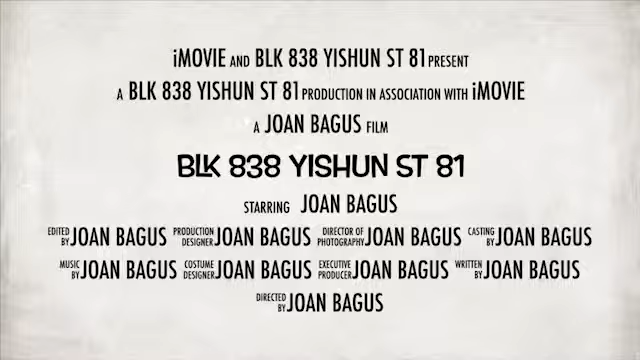 iMOVIE AND BLK 838 YISHUN ST 81 PRESENT
A BLK 838 YISHUN ST 81 PRODUCTION IN ASSOCIATION WITH iMOVIE
A JOAN BAGUS FILM
BLK 838 YISHUN ST 81
STARRING JOAN BAGUS
EDITED BY JOAN BAGUS PRODUCTION DESIGNER JOAN BAGUS DIRECTOR OF PHOTOGRAPHY JOAN BAGUS CASTING BY JOAN BAGUS
MUSIC BY JOAN BAGUS COSTUME DESIGNER JOAN BAGUS EXECUTIVE PRODUCER JOAN BAGUS WRITTEN BY JOAN BAGUS
DIRECTED BY JOAN BAGUS